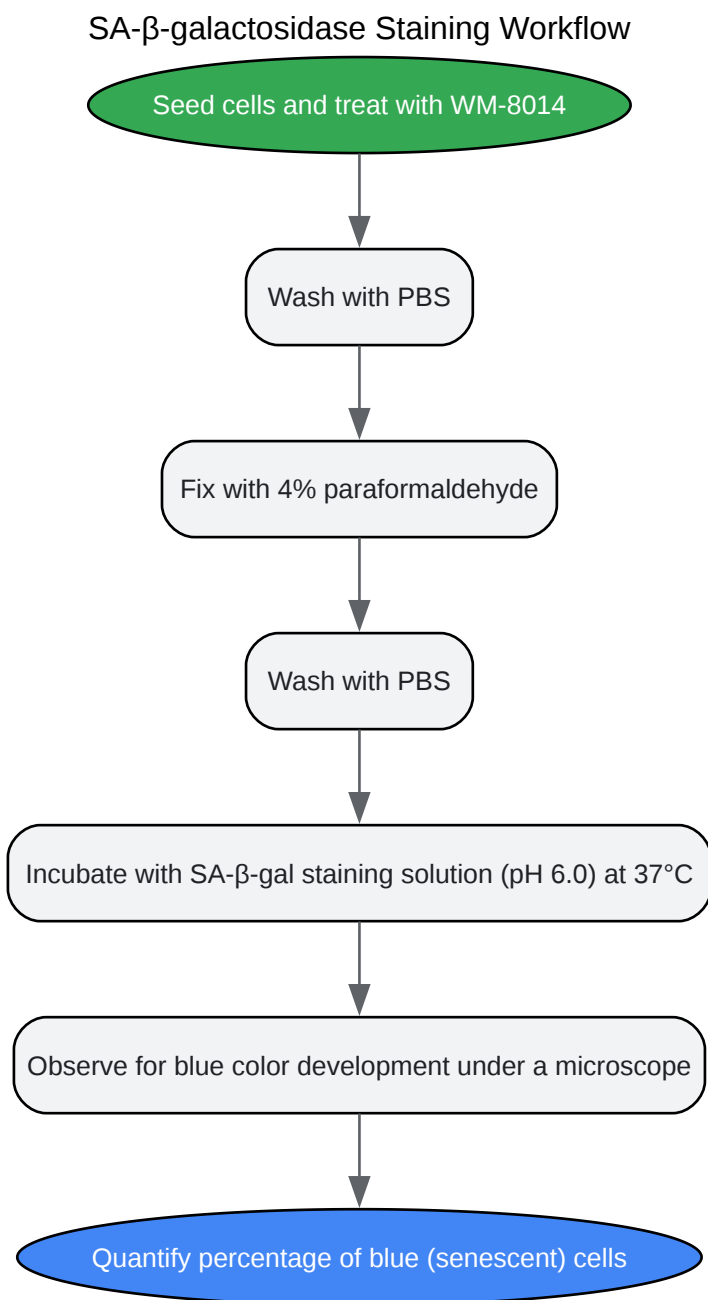 SA-β-galactosidase Staining Workflow
Seed cells and treat with WM-8014
Wash with PBS
Fix with 4% paraformaldehyde
Wash with PBS
Incubate with SA-β-gal staining solution (pH 6.0) at 37°C
Observe for blue color development under a microscope
Quantify percentage of blue (senescent) cells